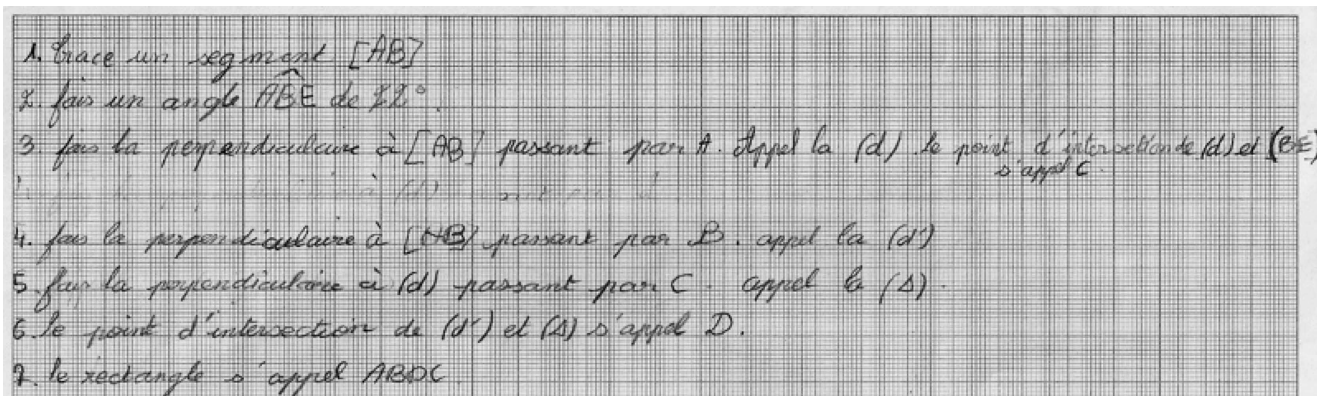 1. Trace un segment [AB]
2. fais un angle ABE de 22°.
3. fais la perpendiculaire à [AB] passant par A. Appel la (d). le point d'intersection de (d) et [BE)
s'appel C.
4. fais la perpendiculaire à [AB] passant par B. appel la (d')
5. fais la perpendiculaire à (d) passant par C. appel la (Δ).
6. le point d'intersection de (d') et (Δ) s'appel D.
7. le rectangle s'appel ABDC